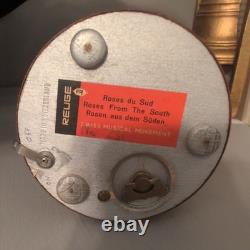 REUGE
Roses du Sud
Roses From The South
Rosen aus dem Süden
SWISS MUSICAL MOVEMENT